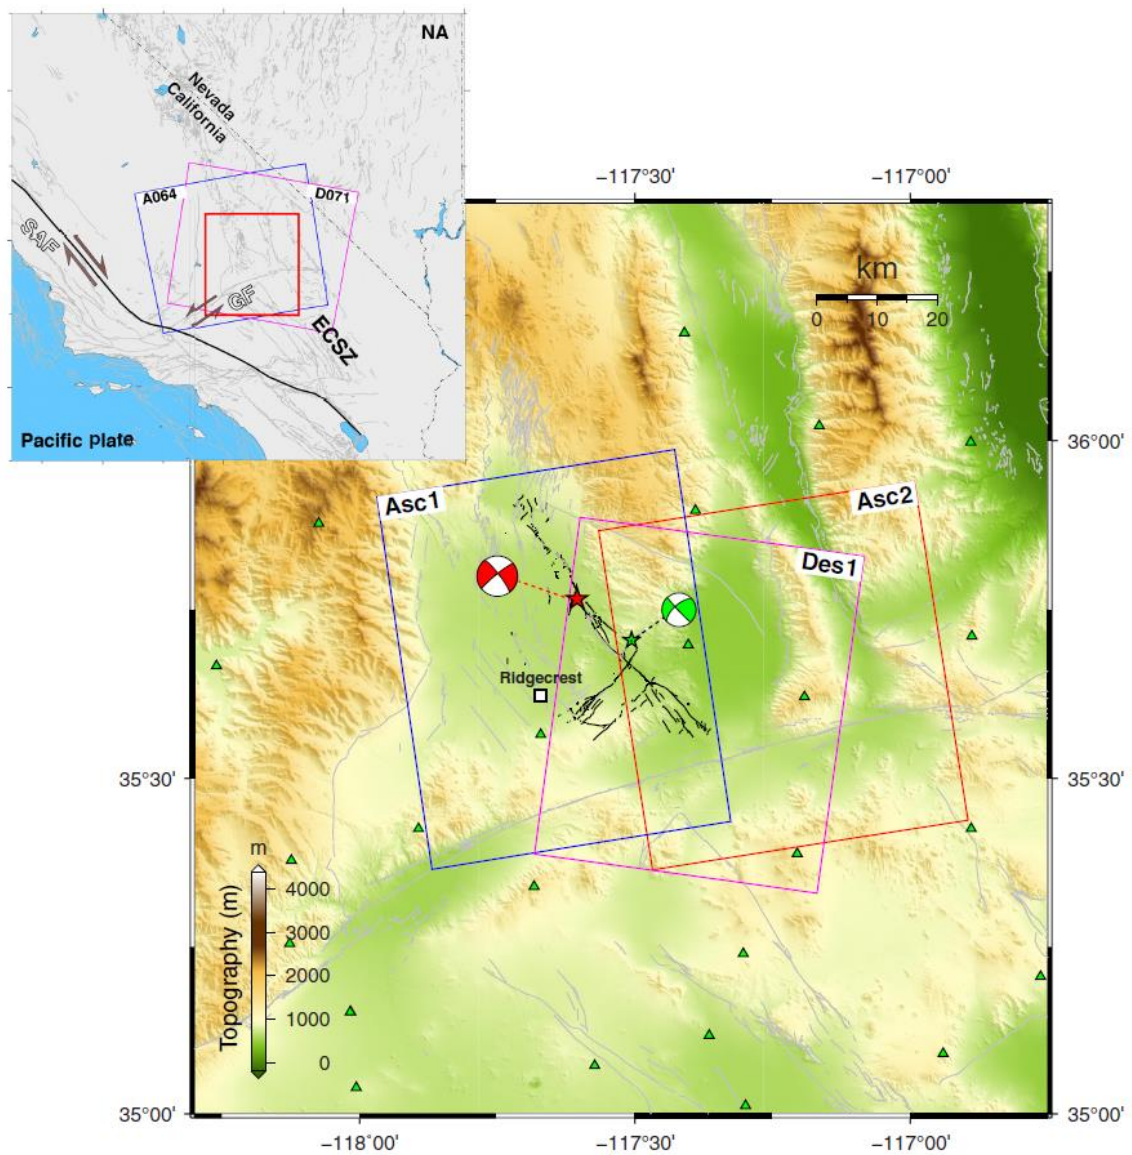 NA
Nevada
California
A064
D071
SAF
GF
ECSZ
Pacific plate
−117°30'
−117°00'
km
0
10
20
36°00'
Asc1
Asc2
Des1
Ridgecrest
35°30'
35°30'
m
4000
3000
2000
1000
0
Topography (m)
35°00'
35°00'
−118°00'
−117°30'
−117°00'